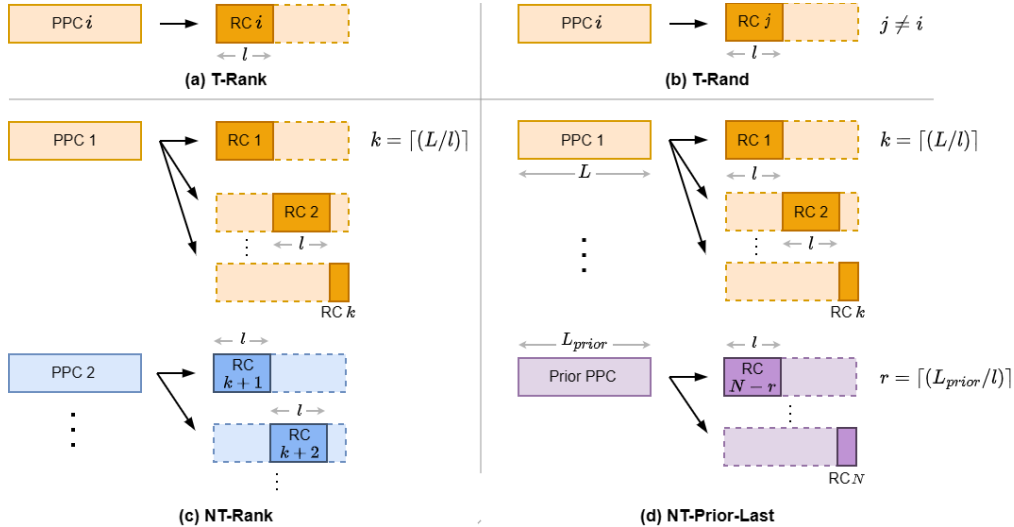 PPC i
RC i
l
(a) T-Rank
PPC i
RC j
j ≠ i
l
(b) T-Rand
PPC 1
RC 1
k = ⌈(L/l)⌉
RC 2
l
⋮
RC k
l
PPC 2
RC
k + 1
⋮
l
RC
k + 2
⋮
(c) NT-Rank
PPC 1
RC 1
k = ⌈(L/l)⌉
L
l
RC 2
⋮
⋮
l
RC k
L_prior
l
Prior PPC
RC
N − r
r = ⌈(L_prior/l)⌉
⋮
RC N
(d) NT-Prior-Last